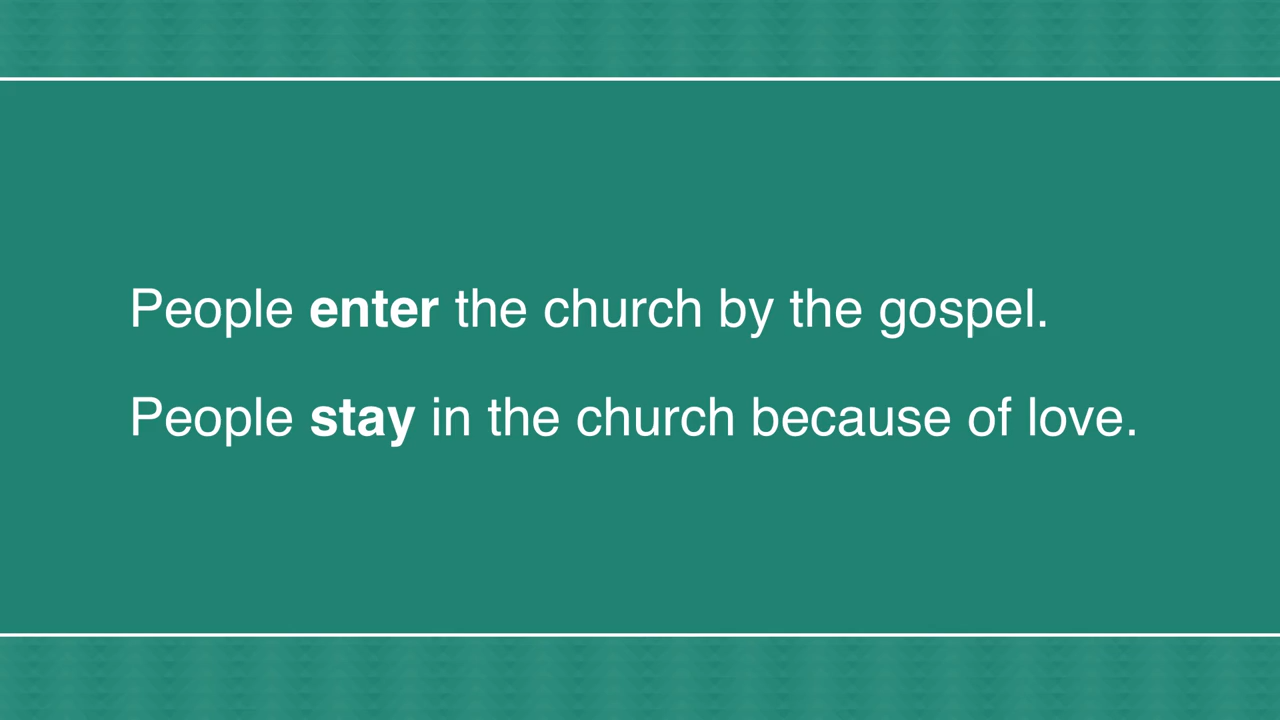 People enter the church by the gospel.
People stay in the church because of love.